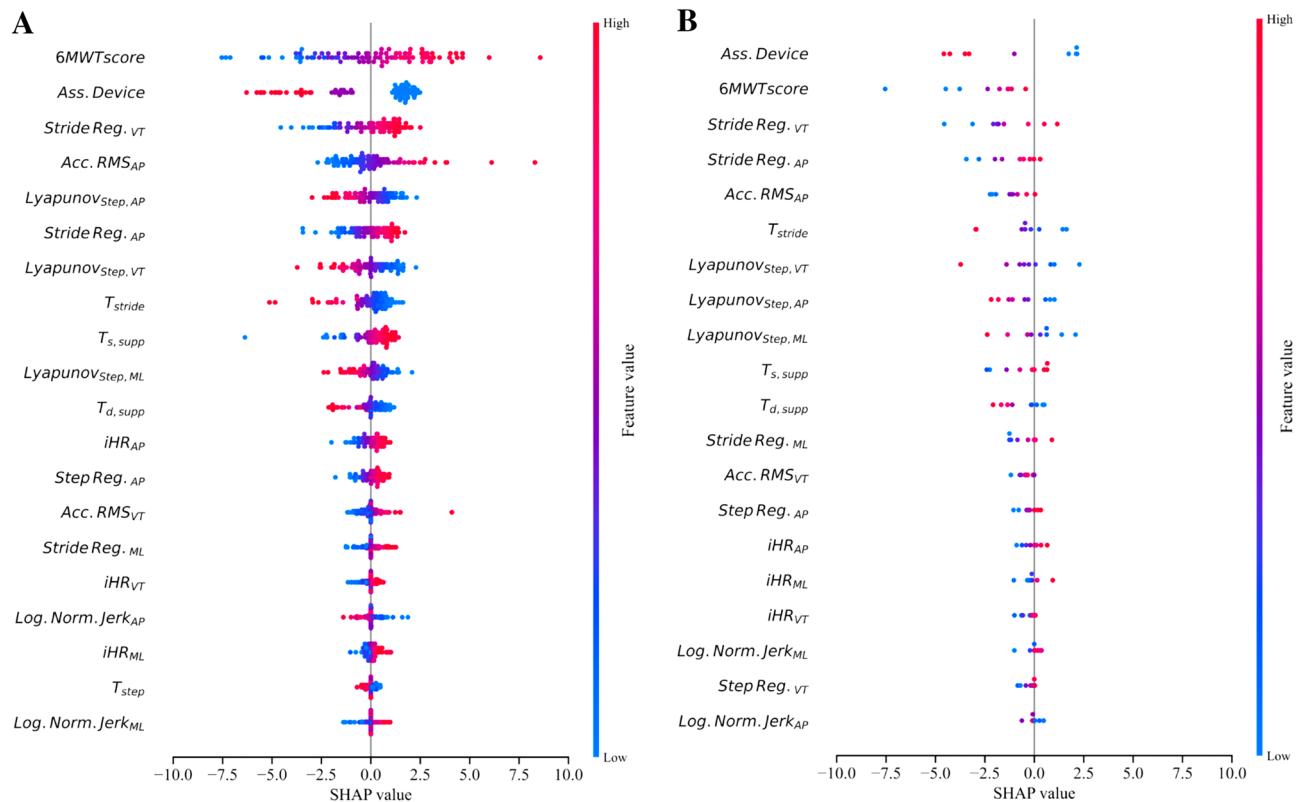 A
6MWTscore
Ass. Device
Stride Reg. VT
Acc. RMS AP
Lyapunov Step, AP
Stride Reg. AP
Lyapunov Step, VT
T stride
T s, supp
Lyapunov Step, ML
T d, supp
iHR AP
Step Reg. AP
Acc. RMS VT
Stride Reg. ML
iHR VT
Log. Norm. Jerk AP
iHR ML
T step
Log. Norm. Jerk ML
−10.0 −7.5 −5.0 −2.5 0.0 2.5 5.0 7.5 10.0
SHAP value
High
Feature value
Low
B
Ass. Device
6MWTscore
Stride Reg. VT
Stride Reg. AP
Acc. RMS AP
T stride
Lyapunov Step, VT
Lyapunov Step, AP
Lyapunov Step, ML
T s, supp
T d, supp
Stride Reg. ML
Acc. RMS VT
Step Reg. AP
iHR AP
iHR ML
iHR VT
Log. Norm. Jerk ML
Step Reg. VT
Log. Norm. Jerk AP
−10.0 −7.5 −5.0 −2.5 0.0 2.5 5.0 7.5 10.0
SHAP value
High
Feature value
Low